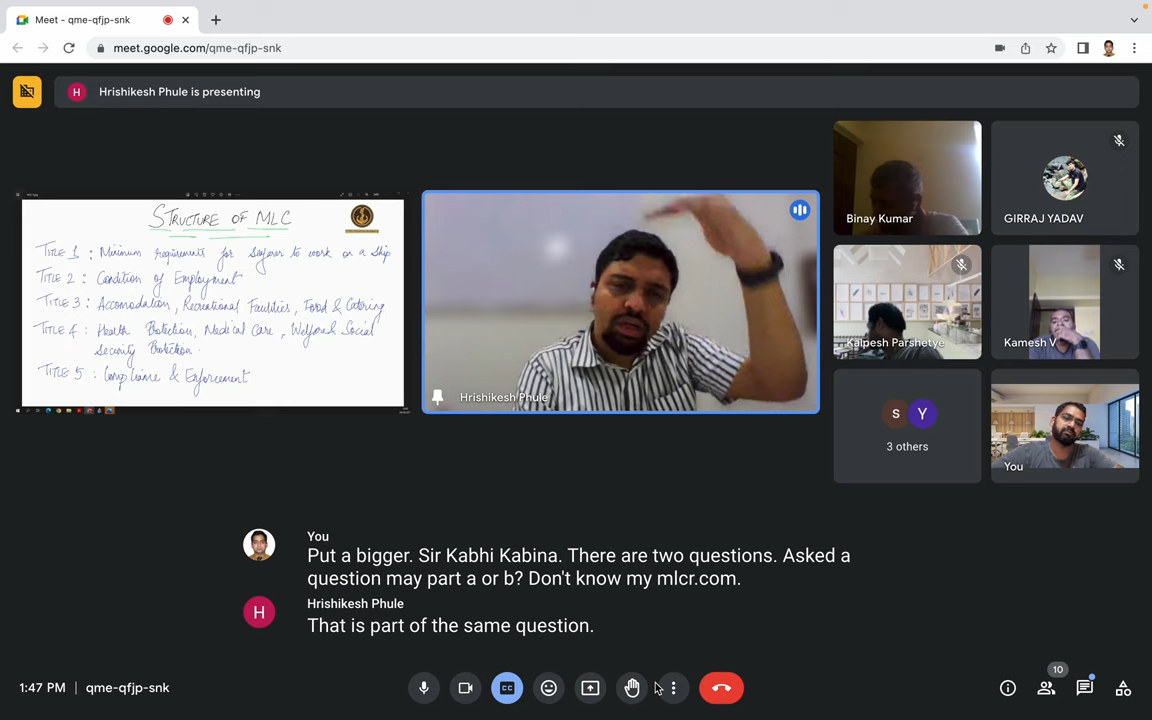 Meet - qme-qfjp-snk
meet.google.com/qme-qfjp-snk
H Hrishikesh Phule is presenting
STRUCTURE OF MLC
TITLE 1 : Minimum requirements for Seafarer to work on a Ship
TITLE 2 : Condition of Employment
TITLE 3 : Accomodation, Recreational Facilities, Food & Catering
TITLE 4 : Health Protection, Medical Care, Welfare & Social
Security Protection.
TITLE 5 : Compliance & Enforcement
Hrishikesh Phule
Binay Kumar
GIRRAJ YADAV
Kalpesh Parshetye
Kamesh V
S Y
3 others
You
You
Put a bigger. Sir Kabhi Kabina. There are two questions. Asked a
question may part a or b? Don't know my mlcr.com.
H Hrishikesh Phule
That is part of the same question.
1:47 PM | qme-qfjp-snk
CC
10